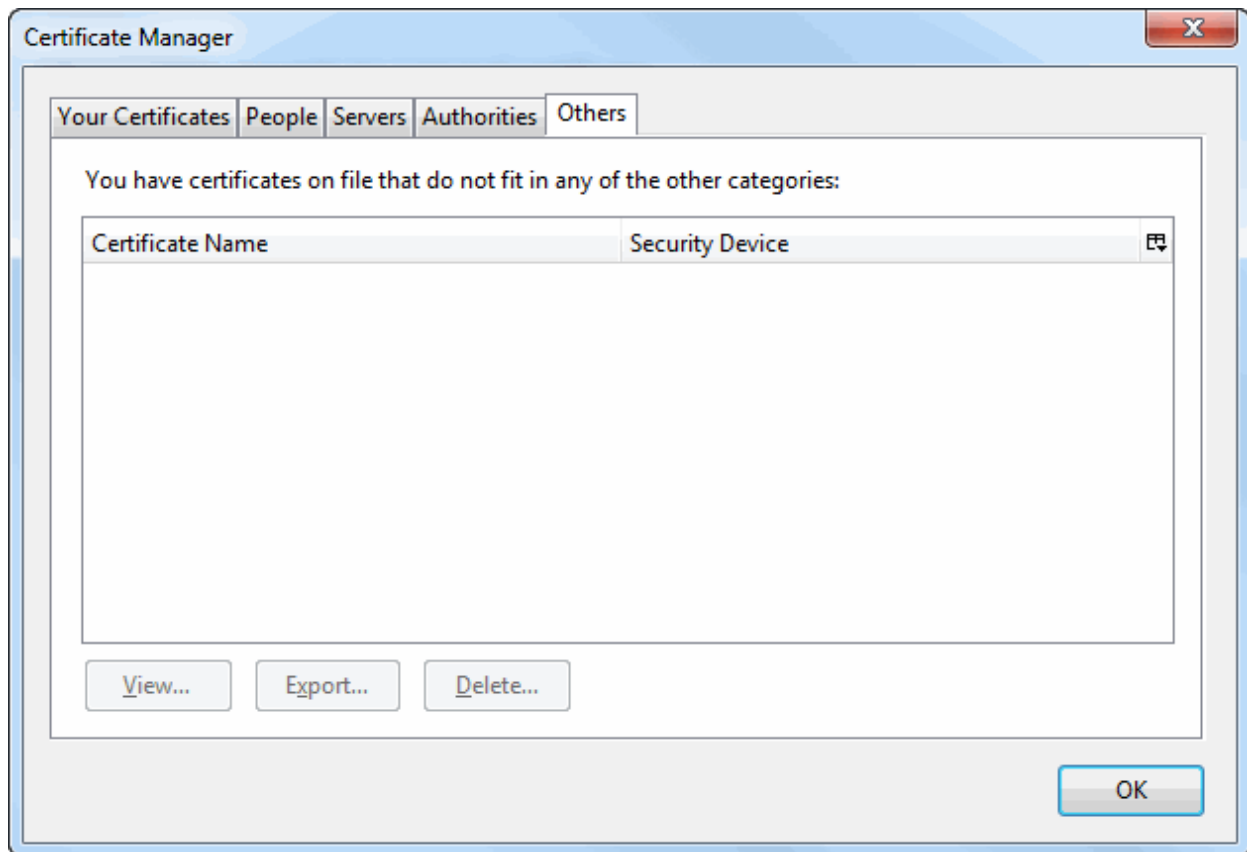 Certificate Manager
Your Certificates People Servers Authorities Others
You have certificates on file that do not fit in any of the other categories:
Certificate Name Security Device
View... Export... Delete...
OK